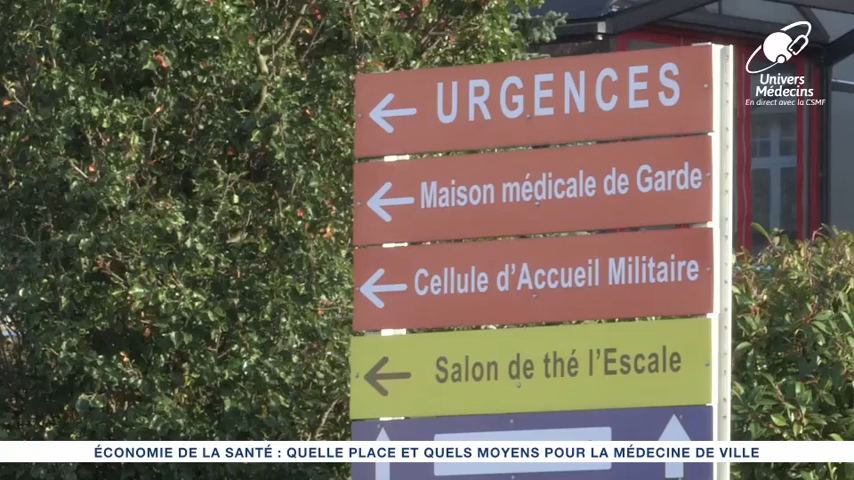 Univers
Médecins
En direct avec la CSMF
URGENCES
Maison médicale de Garde
Cellule d'Accueil Militaire
Salon de thé l'Escale
ÉCONOMIE DE LA SANTÉ : QUELLE PLACE ET QUELS MOYENS POUR LA MÉDECINE DE VILLE